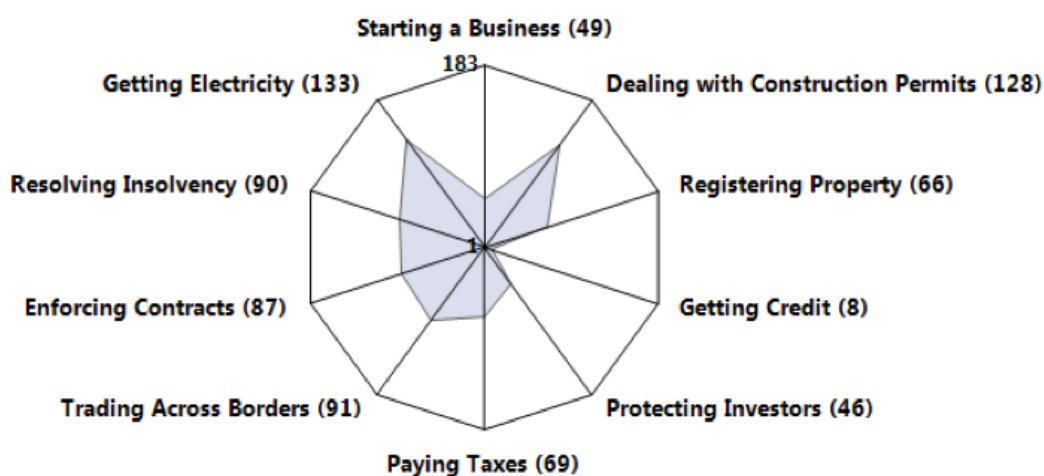 Starting a Business (49)
183
Getting Electricity (133)
Dealing with Construction Permits (128)
Resolving Insolvency (90)
Registering Property (66)
1
Enforcing Contracts (87)
Getting Credit (8)
Trading Across Borders (91)
Protecting Investors (46)
Paying Taxes (69)